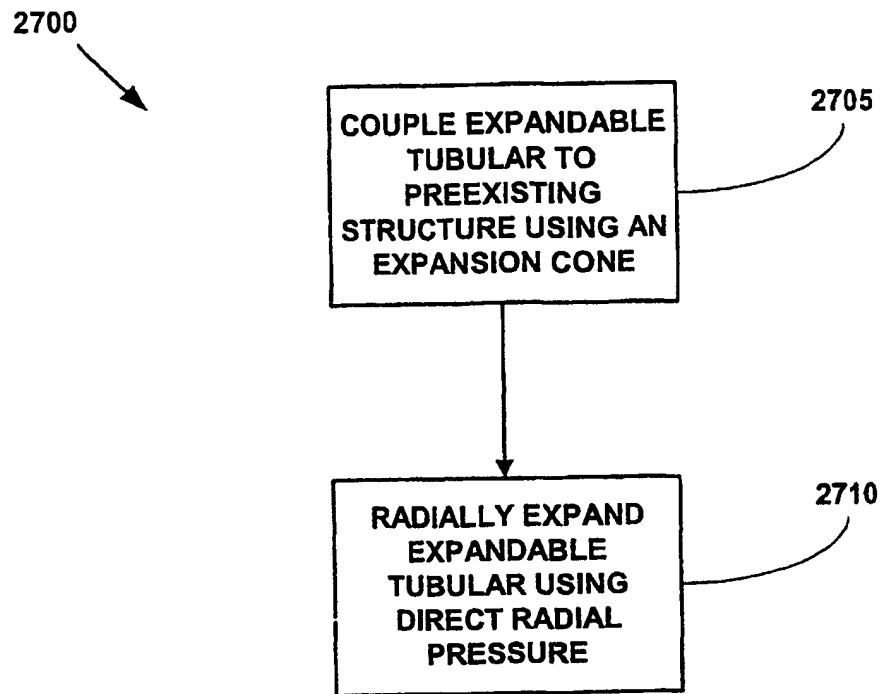 2700
COUPLE EXPANDABLE
TUBULAR TO
PREEXISTING
STRUCTURE USING AN
EXPANSION CONE
2705
RADIALLY EXPAND
EXPANDABLE
TUBULAR USING
DIRECT RADIAL
PRESSURE
2710